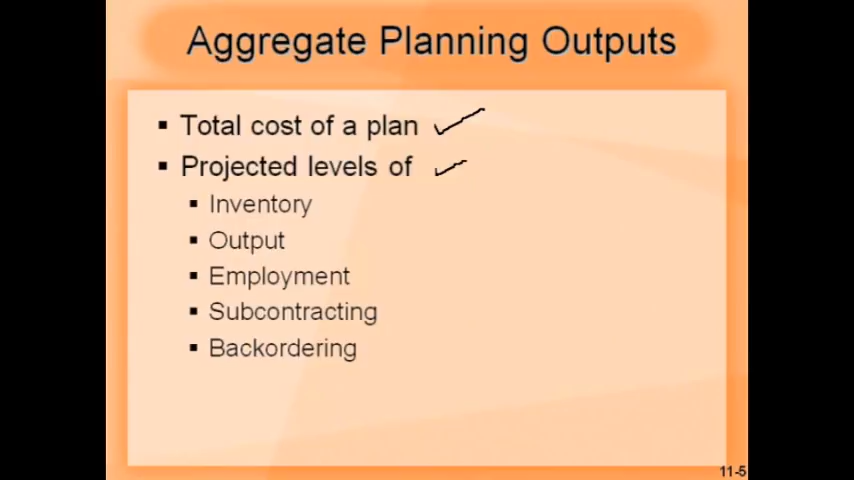 Aggregate Planning Outputs
▪ Total cost of a plan ✓
▪ Projected levels of ✓
▪ Inventory
▪ Output
▪ Employment
▪ Subcontracting
▪ Backordering
11-5